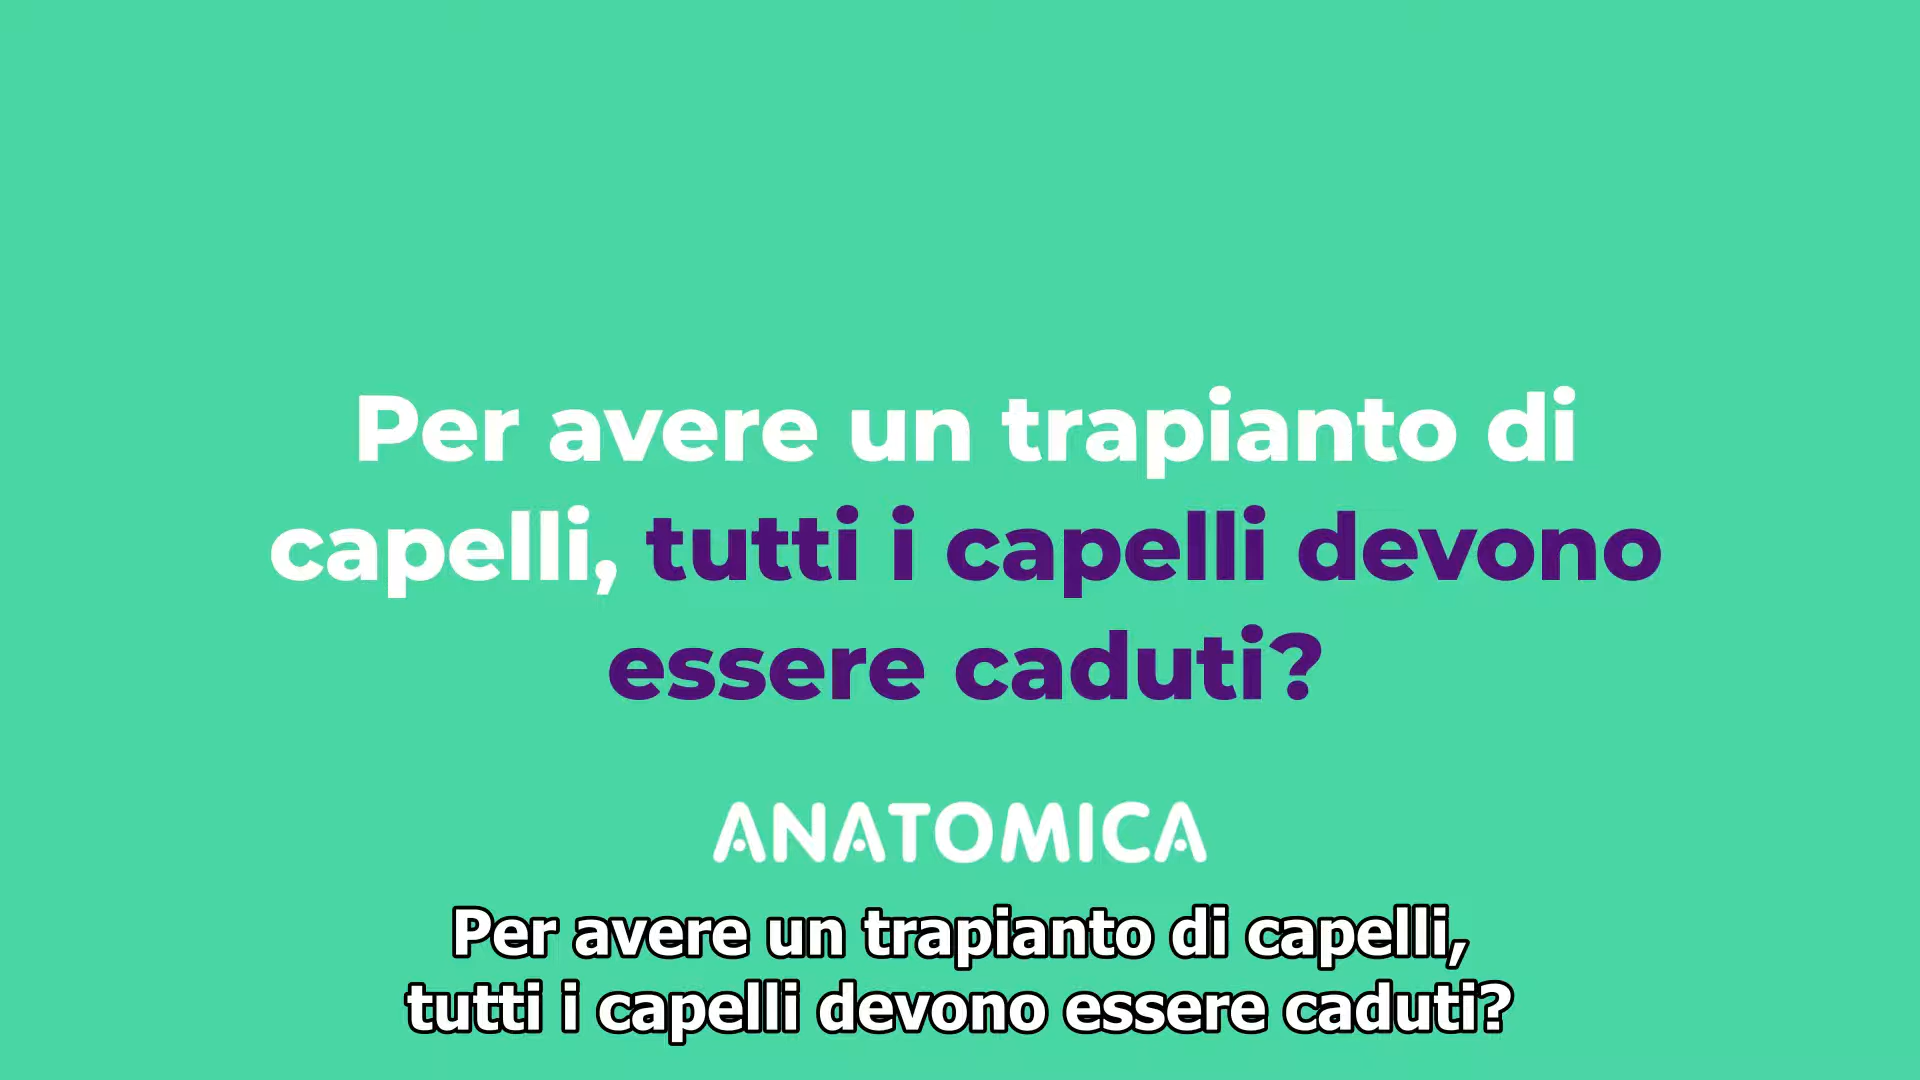 Per avere un trapianto di
capelli, tutti i capelli devono
essere caduti?
ANATOMICA
Per avere un trapianto di capelli,
tutti i capelli devono essere caduti?